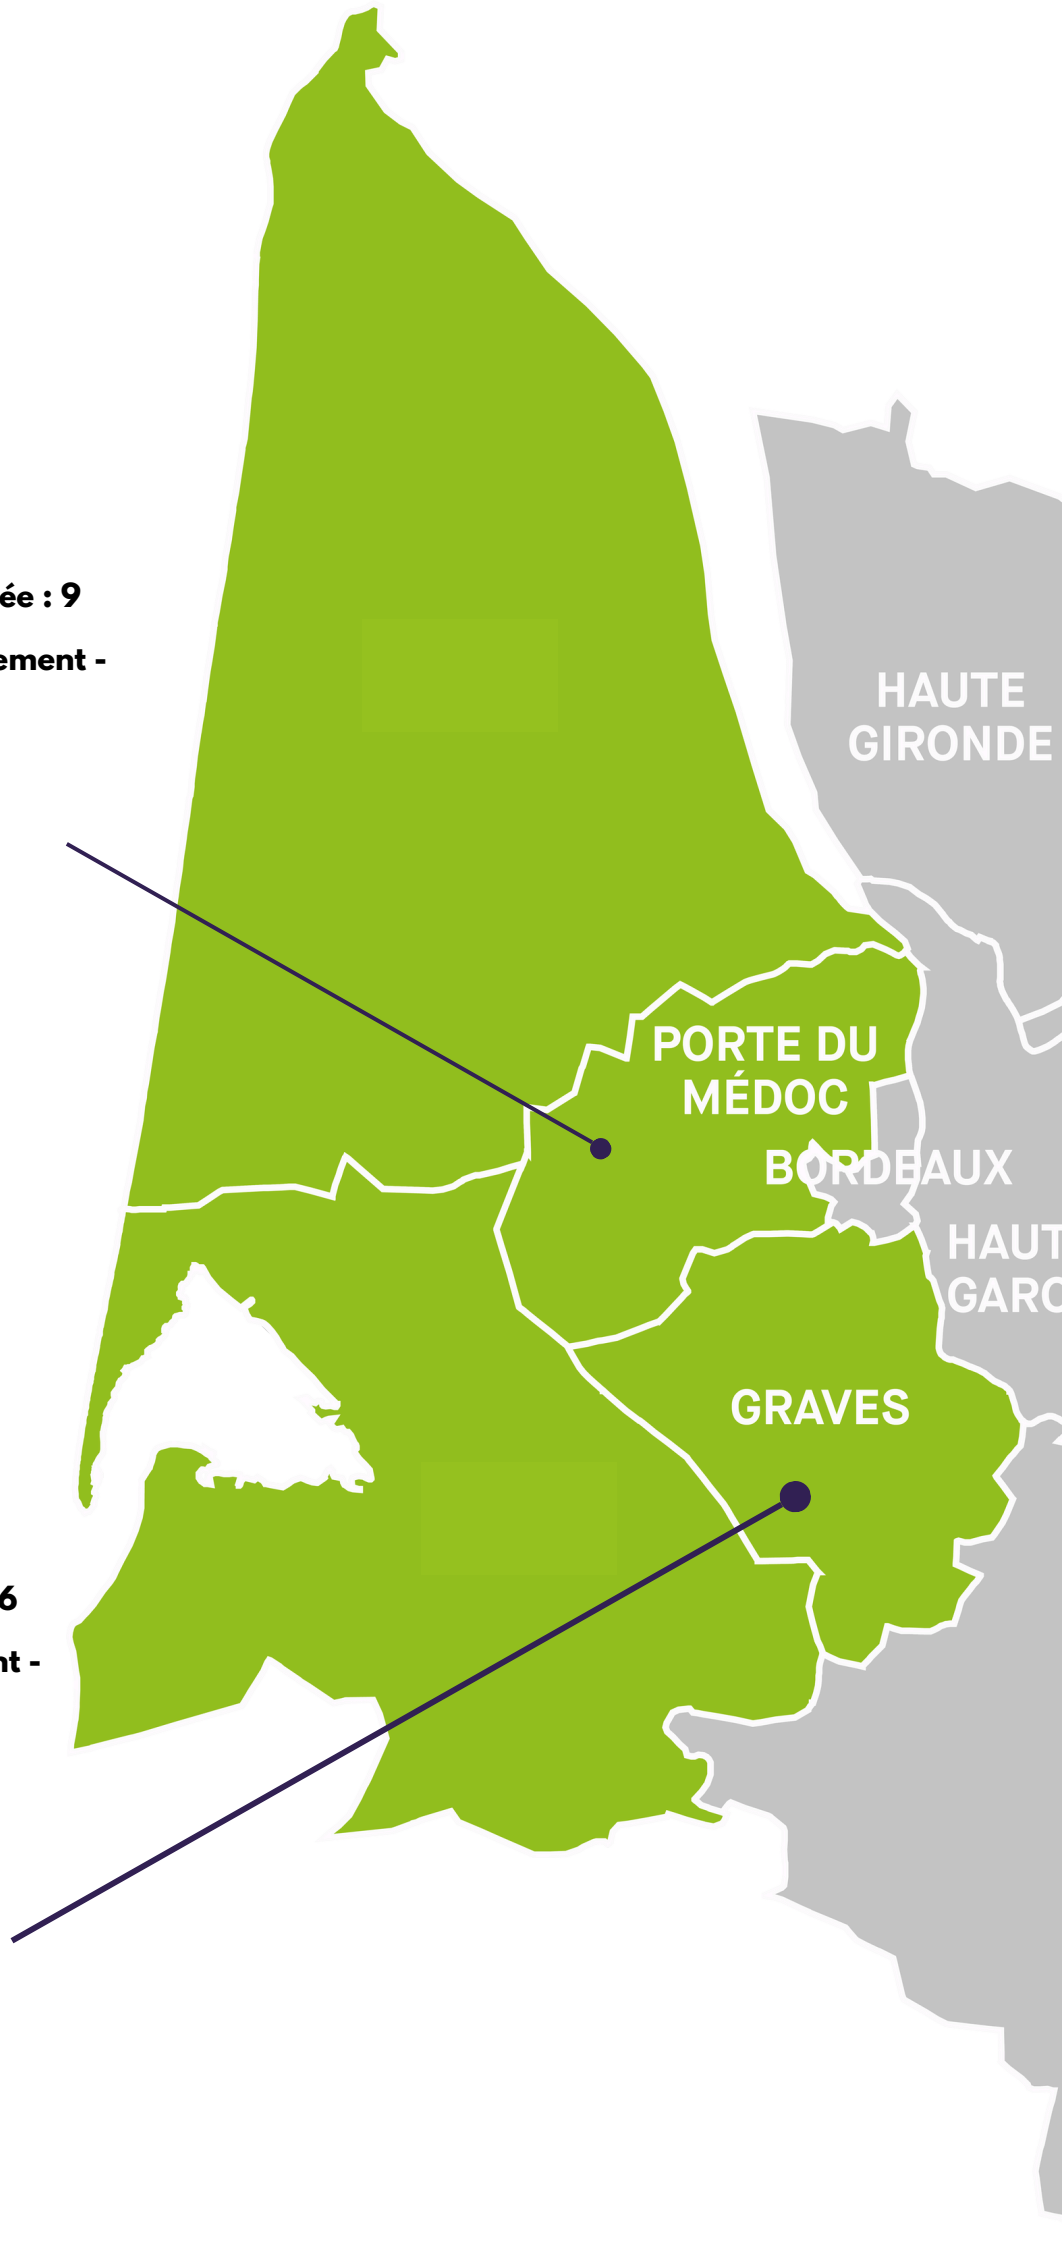 ée : 9
ement -
HAUTE
GIRONDE
PORTE DU
MÉDOC
BORDEAUX
HAUT
GARO
GRAVES
6
nt -